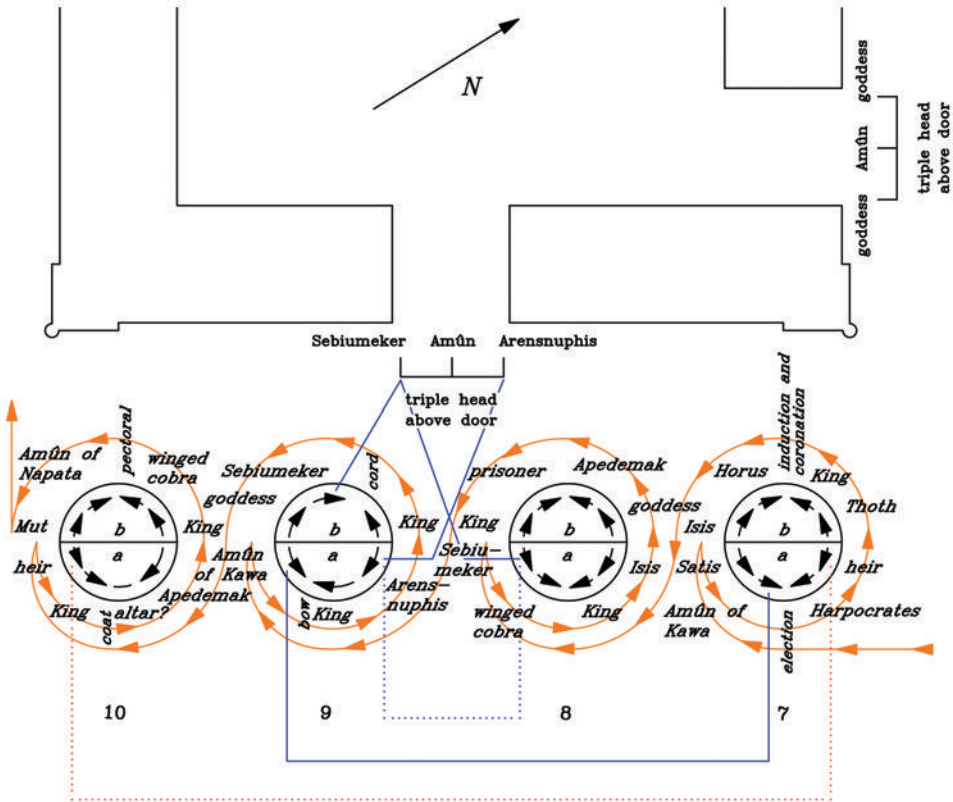 N
goddess
Amûn
goddess
triple head
above door
Sebiumeker Amûn Arensnuphis
triple head
above door
Amûn of
Napata
pectoral
winged
cobra
King
Mut
heir
King
coat
altar?
Apedemak
b
a
10
Sebiumeker
goddess
cord
King
Amûn
of
Kawa
bow
King
Arens-
nuphis
b
a
9
prisoner
Apedemak
goddess
King
Sebiu-
meker
Isis
winged
cobra
King
b
a
8
induction and
coronation
Horus
King
Thoth
Isis
Satis
heir
Amûn of
Kawa
election
Harpocrates
b
a
7